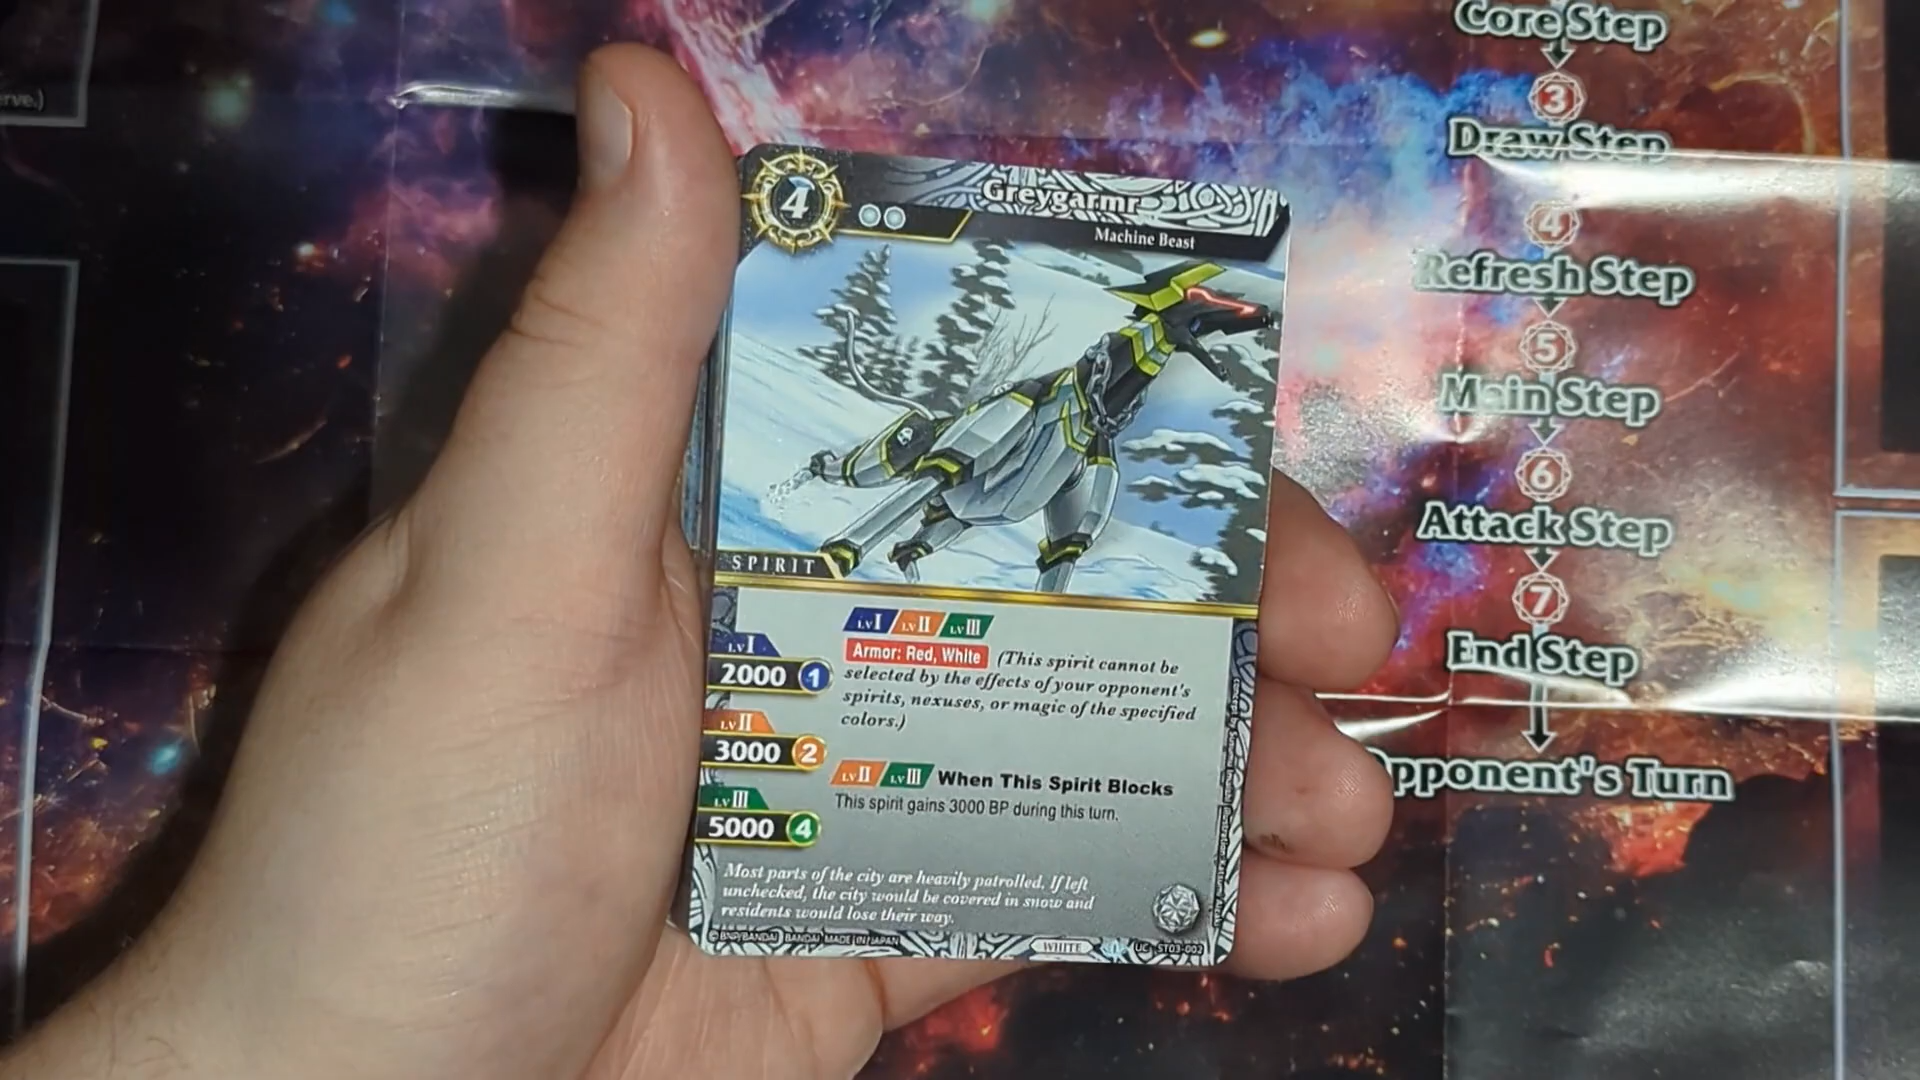 erve.)
Core Step
3
Draw Step
4
Refresh Step
5
Main Step
6
Attack Step
7
End Step
Opponent's Turn
4
Greygarmr
Machine Beast
SPIRIT
LV I
2000 1
LV II
3000 2
LV III
5000 4
LV I LV II LV III
Armor: Red, White (This spirit cannot be
selected by the effects of your opponent's
spirits, nexuses, or magic of the specified
colors.)
LV II LV III When This Spirit Blocks
This spirit gains 3000 BP during this turn.
Most parts of the city are heavily patrolled. If left
unchecked, the city would be covered in snow and
residents would lose their way.
© BNP/BANDAI BANDAI MADE IN JAPAN
WHITE
UC ST03-002